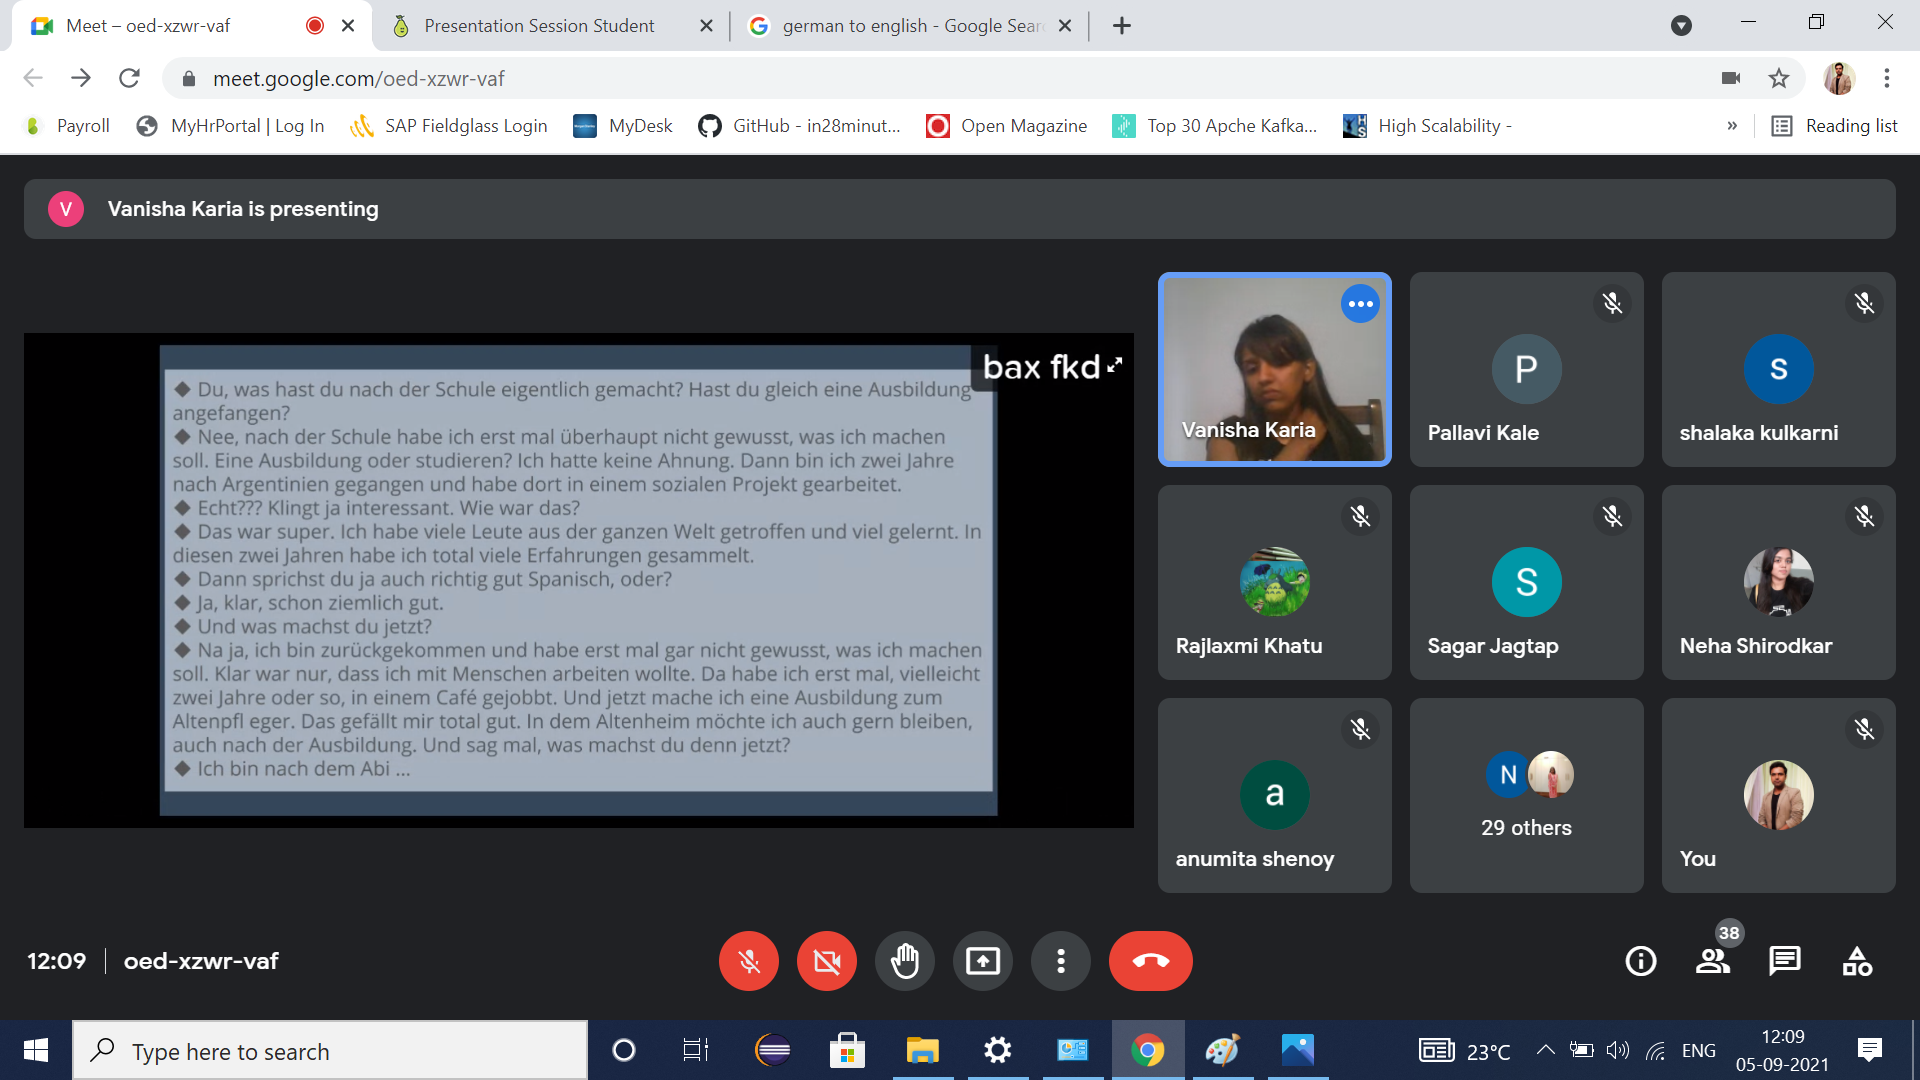 Meet – oed-xzwr-vaf
Presentation Session Student
german to english - Google Sear
meet.google.com/oed-xzwr-vaf
Payroll
MyHrPortal | Log In
SAP Fieldglass Login
MyDesk
GitHub - in28minut...
Open Magazine
Top 30 Apche Kafka...
High Scalability -
»
Reading list
V
Vanisha Karia is presenting
bax fkd
◆ Du, was hast du nach der Schule eigentlich gemacht? Hast du gleich eine Ausbildung
angefangen?
◆ Nee, nach der Schule habe ich erst mal überhaupt nicht gewusst, was ich machen
soll. Eine Ausbildung oder studieren? Ich hatte keine Ahnung. Dann bin ich zwei Jahre
nach Argentinien gegangen und habe dort in einem sozialen Projekt gearbeitet.
◆ Echt??? Klingt ja interessant. Wie war das?
◆ Das war super. Ich habe viele Leute aus der ganzen Welt getroffen und viel gelernt. In
diesen zwei Jahren habe ich total viele Erfahrungen gesammelt.
◆ Dann sprichst du ja auch richtig gut Spanisch, oder?
◆ Ja, klar, schon ziemlich gut.
◆ Und was machst du jetzt?
◆ Na ja, ich bin zurückgekommen und habe erst mal gar nicht gewusst, was ich machen
soll. Klar war nur, dass ich mit Menschen arbeiten wollte. Da habe ich erst mal, vielleicht
zwei Jahre oder so, in einem Café gejobbt. Und jetzt mache ich eine Ausbildung zum
Altenpfl eger. Das gefällt mir total gut. In dem Altenheim möchte ich auch gern bleiben,
auch nach der Ausbildung. Und sag mal, was machst du denn jetzt?
◆ Ich bin nach dem Abi ...
Vanisha Karia
P
Pallavi Kale
s
shalaka kulkarni
Rajlaxmi Khatu
S
Sagar Jagtap
Neha Shirodkar
a
anumita shenoy
N
29 others
You
12:09
oed-xzwr-vaf
38
Type here to search
23°C
ENG
12:09
05-09-2021